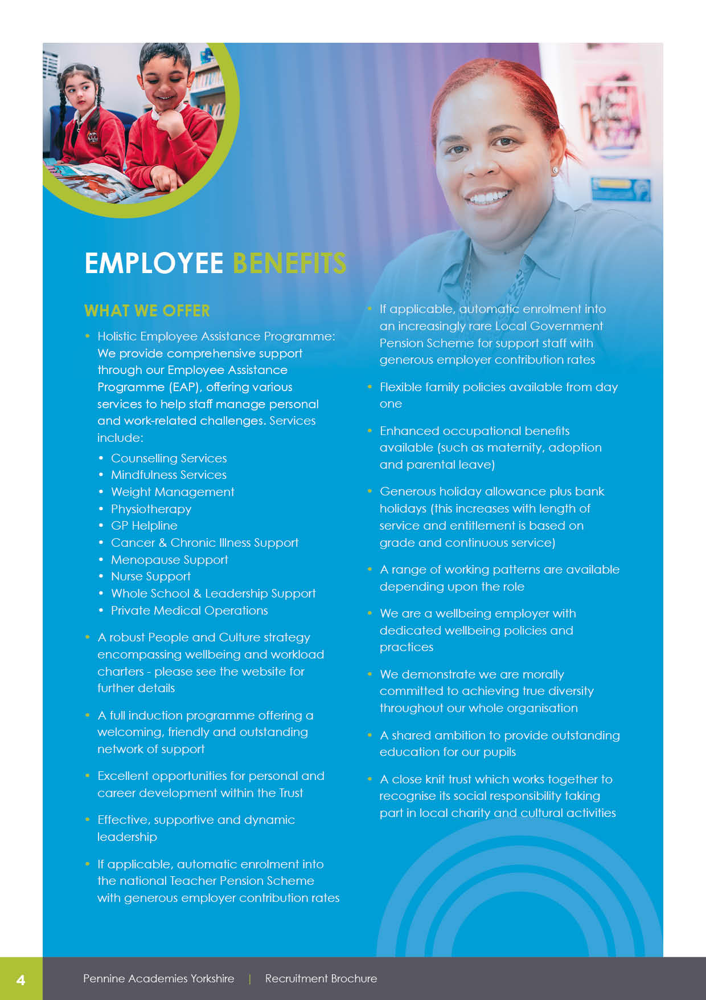 EMPLOYEE BENEFITS
WHAT WE OFFER
• Holistic Employee Assistance Programme:
We provide comprehensive support
through our Employee Assistance
Programme (EAP), offering various
services to help staff manage personal
and work-related challenges. Services
include:
• Counselling Services
• Mindfulness Services
• Weight Management
• Physiotherapy
• GP Helpline
• Cancer & Chronic Illness Support
• Menopause Support
• Nurse Support
• Whole School & Leadership Support
• Private Medical Operations
• A robust People and Culture strategy
encompassing wellbeing and workload
charters - please see the website for
further details
• A full induction programme offering a
welcoming, friendly and outstanding
network of support
• Excellent opportunities for personal and
career development within the Trust
• Effective, supportive and dynamic
leadership
• If applicable, automatic enrolment into
the national Teacher Pension Scheme
with generous employer contribution rates
• If applicable, automatic enrolment into
an increasingly rare Local Government
Pension Scheme for support staff with
generous employer contribution rates
• Flexible family policies available from day
one
• Enhanced occupational benefits
available (such as maternity, adoption
and parental leave)
• Generous holiday allowance plus bank
holidays (this increases with length of
service and entitlement is based on
grade and continuous service)
• A range of working patterns are available
depending upon the role
• We are a wellbeing employer with
dedicated wellbeing policies and
practices
• We demonstrate we are morally
committed to achieving true diversity
throughout our whole organisation
• A shared ambition to provide outstanding
education for our pupils
• A close knit trust which works together to
recognise its social responsibility taking
part in local charity and cultural activities
4
Pennine Academies Yorkshire | Recruitment Brochure